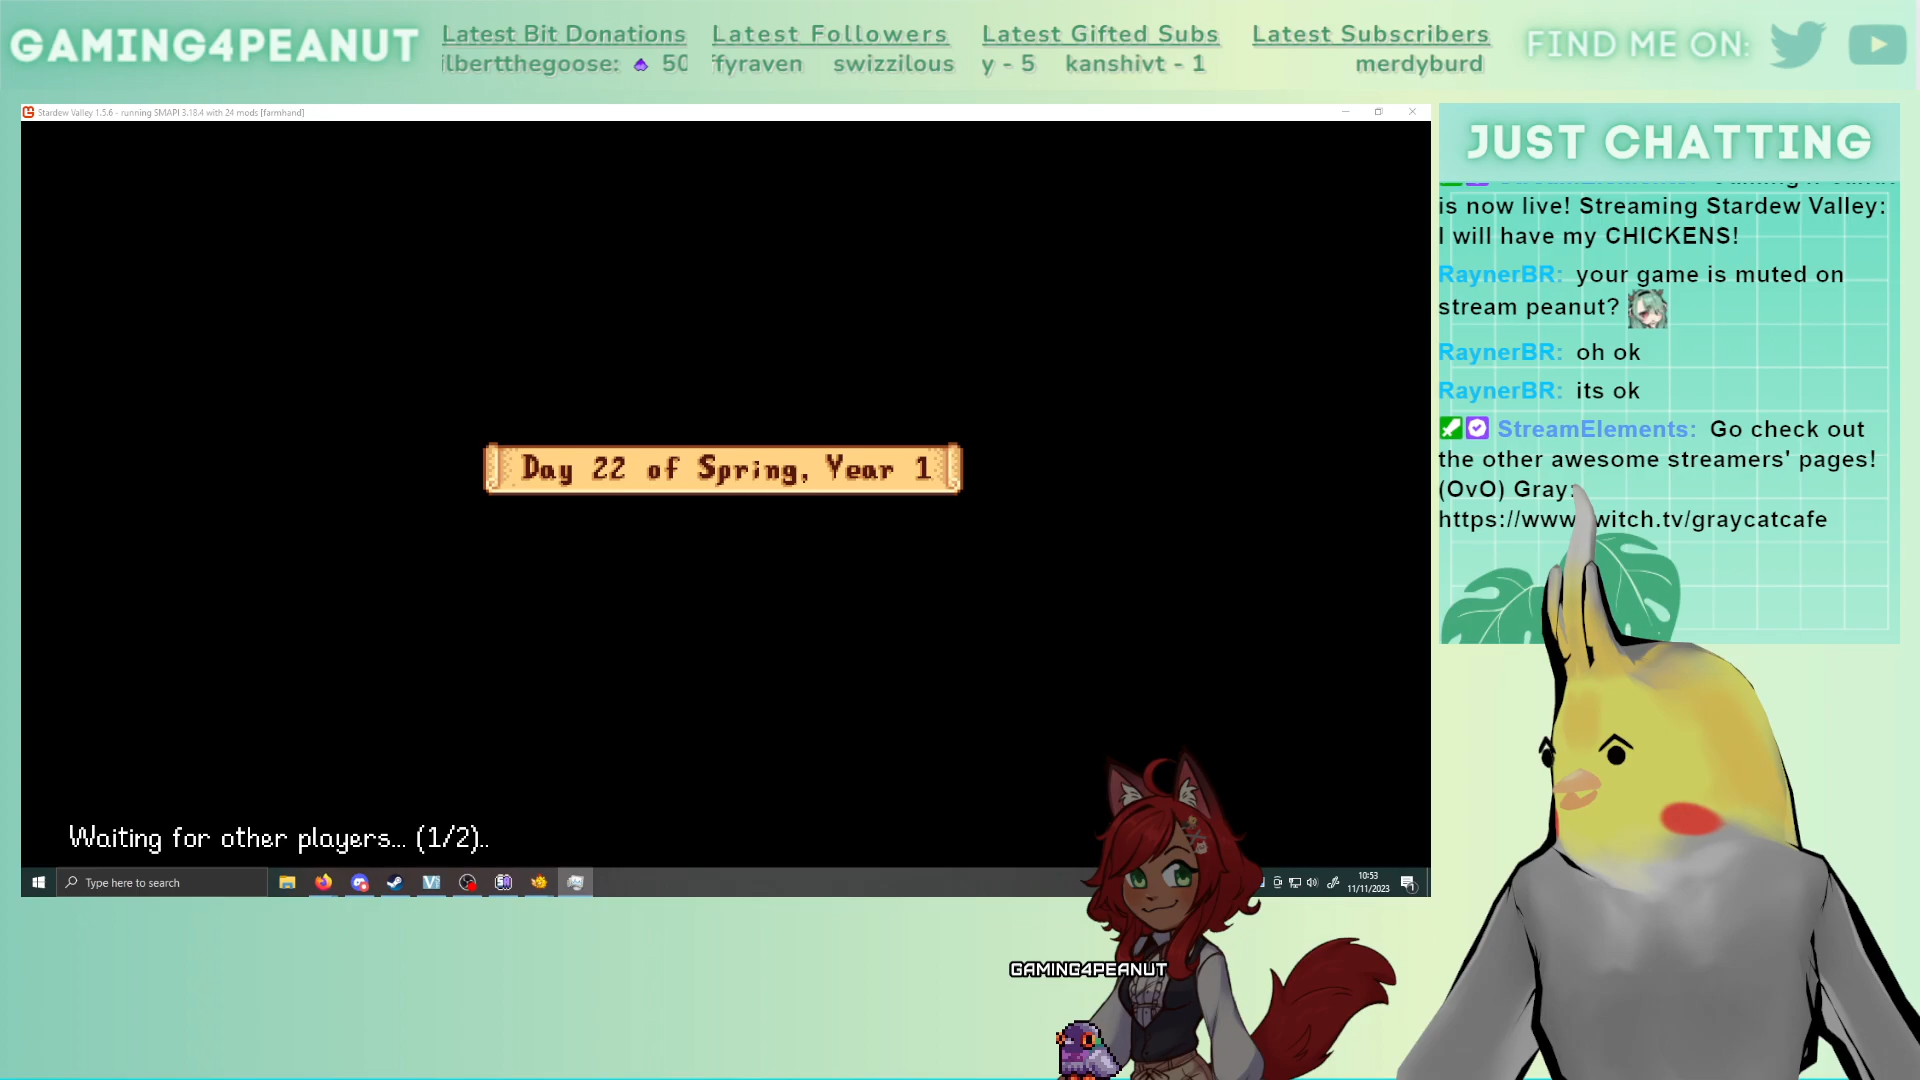 GAMING4PEANUT
Latest Bit Donations
lbertthegoose: 50
Latest Followers
ffyraven swizzilous
Latest Gifted Subs
y - 5 kanshivt - 1
Latest Subscribers
merdyburd
FIND ME ON:
Stardew Valley 1.5.6 - running SMAPI 3.18.4 with 24 mods [farmhand]
JUST CHATTING
is now live! Streaming Stardew Valley:
I will have my CHICKENS!
RaynerBR: your game is muted on
stream peanut?
RaynerBR: oh ok
RaynerBR: its ok
StreamElements: Go check out
the other awesome streamers' pages!
(OvO) Gray:
https://www.twitch.tv/graycatcafe
Day 22 of Spring, Year 1
Waiting for other players... (1/2)..
Type here to search
10:53
11/11/2023
1
GAMING4PEANUT